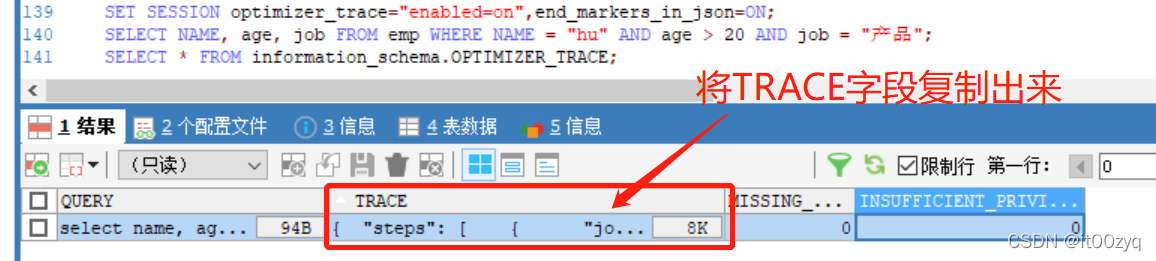 139 SET SESSION optimizer_trace="enabled=on",end_markers_in_json=ON;
140 SELECT NAME, age, job FROM emp WHERE NAME = "hu" AND age > 20 AND job = "产品";
141 SELECT * FROM information_schema.OPTIMIZER_TRACE;
将TRACE字段复制出来
1 结果 2 个配置文件 3 信息 4 表数据 5 信息
(只读) 限制行 第一行: 0
QUERY TRACE MISSING_... INSUFFICIENT_PRIVI...
select name, ag... 94B { "steps": [ { "jo... 8K 0 0
CSDN @ft00zyq